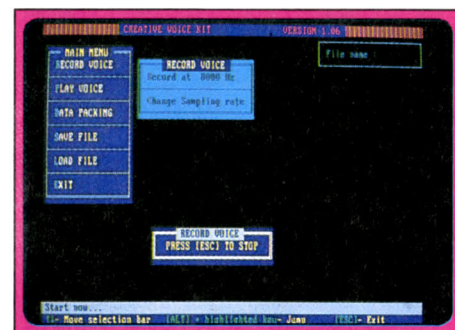 CREATIVE VOICE KIT VERSION 1.06
MAIN MENU
RECORD VOICE
PLAY VOICE
DATA PACKING
SAVE FILE
LOAD FILE
EXIT
RECORD VOICE
Record at 8000 Hz
Change Sampling rate
File name
RECORD VOICE
PRESS [ESC] TO STOP
Start now...
Move selection bar [ALT] + highlighted key- Jump [ESC]- Exit